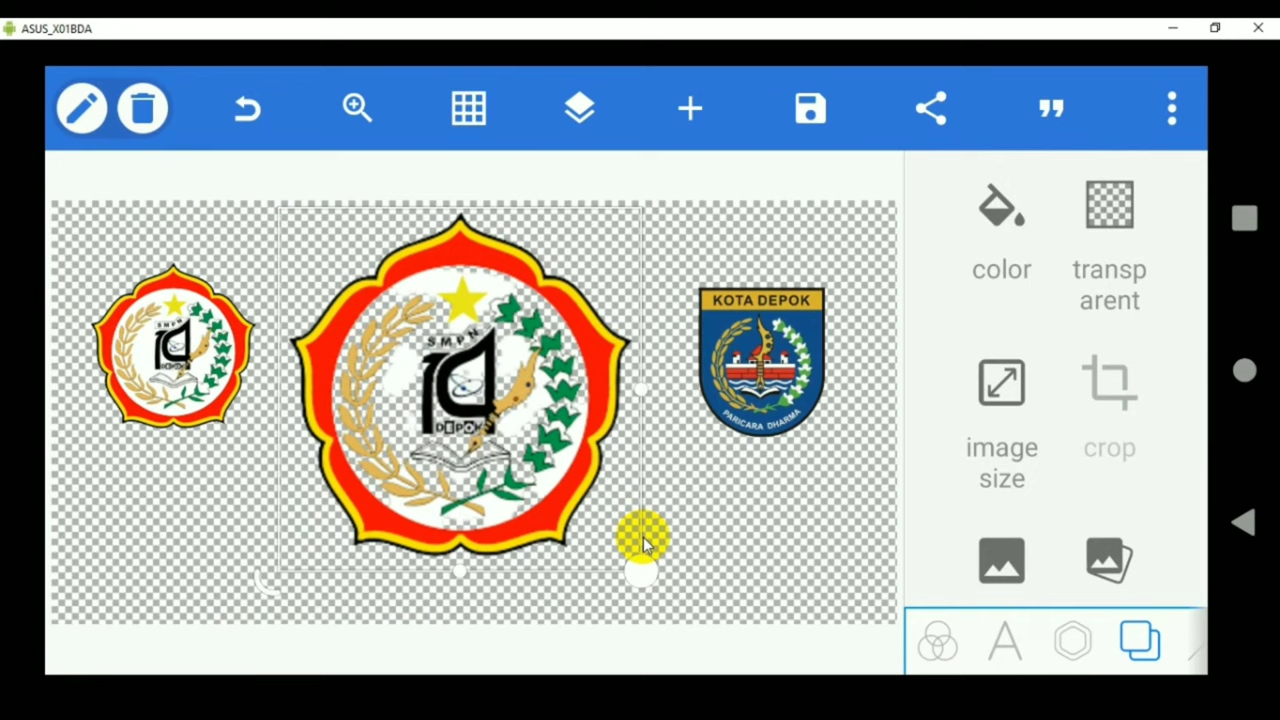 ASUS_X01BDA
color
transp
arent
SMPN
DEPOK
KOTA DEPOK
PARICARA DHARMA
image
size
crop